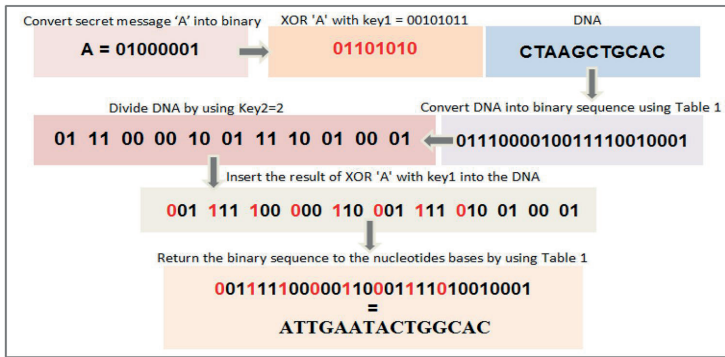 Convert secret message ‘A’ into binary
XOR 'A' with key1 = 00101011
DNA
A = 01000001
01101010
CTAAGCTGCAC
Divide DNA by using Key2=2
Convert DNA into binary sequence using Table 1
01 11 00 00 10 01 11 10 01 00 01
0111000010011110010001
Insert the result of XOR 'A' with key1 into the DNA
001 111 100 000 110 001 111 010 01 00 01
Return the binary sequence to the nucleotides bases by using Table 1
001111100000110001111010010001
=
ATTGAATACTGGCAC